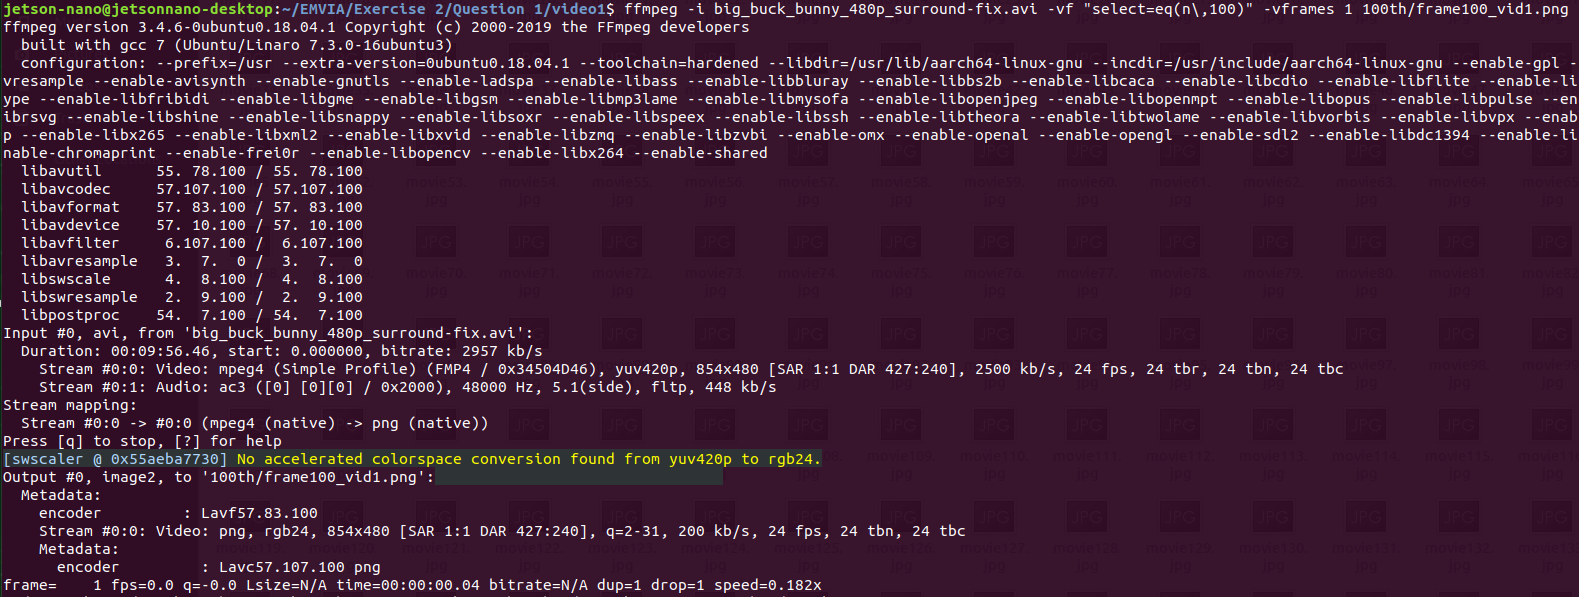 jetson-nano@jetsonnano-desktop:~/EMVIA/Exercise 2/Question 1/video1$ ffmpeg -i big_buck_bunny_480p_surround-fix.avi -vf "select=eq(n\,100)" -vframes 1 100th/frame100_vid1.png
ffmpeg version 3.4.6-0ubuntu0.18.04.1 Copyright (c) 2000-2019 the FFmpeg developers
  built with gcc 7 (Ubuntu/Linaro 7.3.0-16ubuntu3)
  configuration: --prefix=/usr --extra-version=0ubuntu0.18.04.1 --toolchain=hardened --libdir=/usr/lib/aarch64-linux-gnu --incdir=/usr/include/aarch64-linux-gnu --enable-gpl -
vresample --enable-avisynth --enable-gnutls --enable-ladspa --enable-libass --enable-libbluray --enable-libbs2b --enable-libcaca --enable-libcdio --enable-libflite --enable-li
ype --enable-libfribidi --enable-libgme --enable-libgsm --enable-libmp3lame --enable-libmysofa --enable-libopenjpeg --enable-libopenmpt --enable-libopus --enable-libpulse --en
ibrsvg --enable-libshine --enable-libsnappy --enable-libsoxr --enable-libspeex --enable-libssh --enable-libtheora --enable-libtwolame --enable-libvorbis --enable-libvpx --enab
p --enable-libx265 --enable-libxml2 --enable-libxvid --enable-libzmq --enable-libzvbi --enable-omx --enable-openal --enable-opengl --enable-sdl2 --enable-libdc1394 --enable-li
nable-chromaprint --enable-frei0r --enable-libopencv --enable-libx264 --enable-shared
  libavutil      55. 78.100 / 55. 78.100
  libavcodec     57.107.100 / 57.107.100
  libavformat    57. 83.100 / 57. 83.100
  libavdevice    57. 10.100 / 57. 10.100
  libavfilter     6.107.100 /  6.107.100
  libavresample   3.  7.  0 /  3.  7.  0
  libswscale      4.  8.100 /  4.  8.100
  libswresample   2.  9.100 /  2.  9.100
  libpostproc    54.  7.100 / 54.  7.100
Input #0, avi, from 'big_buck_bunny_480p_surround-fix.avi':
  Duration: 00:09:56.46, start: 0.000000, bitrate: 2957 kb/s
    Stream #0:0: Video: mpeg4 (Simple Profile) (FMP4 / 0x34504D46), yuv420p, 854x480 [SAR 1:1 DAR 427:240], 2500 kb/s, 24 fps, 24 tbr, 24 tbn, 24 tbc
    Stream #0:1: Audio: ac3 ([0] [0][0] / 0x2000), 48000 Hz, 5.1(side), fltp, 448 kb/s
Stream mapping:
  Stream #0:0 -> #0:0 (mpeg4 (native) -> png (native))
Press [q] to stop, [?] for help
[swscaler @ 0x55aeba7730] No accelerated colorspace conversion found from yuv420p to rgb24.
Output #0, image2, to '100th/frame100_vid1.png':
  Metadata:
    encoder         : Lavf57.83.100
    Stream #0:0: Video: png, rgb24, 854x480 [SAR 1:1 DAR 427:240], q=2-31, 200 kb/s, 24 fps, 24 tbn, 24 tbc
    Metadata:
      encoder         : Lavc57.107.100 png
frame=    1 fps=0.0 q=-0.0 Lsize=N/A time=00:00:00.04 bitrate=N/A dup=1 drop=1 speed=0.182x